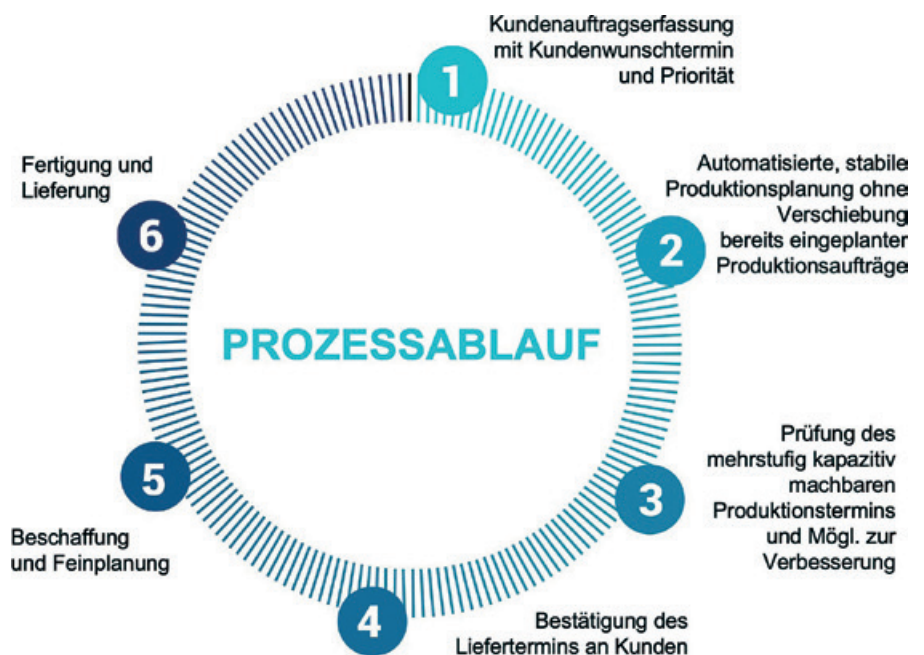 PROZESSABLAUF
1
Kundenauftragserfassung
mit Kundenwunschtermin
und Priorität
2
Automatisierte, stabile
Produktionsplanung ohne
Verschiebung
bereits eingeplanter
Produktionsaufträge
3
Prüfung des
mehrstufig kapazitiv
machbaren
Produktionstermins
und Mögl. zur
Verbesserung
4
Bestätigung des
Liefertermins an Kunden
5
Beschaffung
und Feinplanung
6
Fertigung und
Lieferung